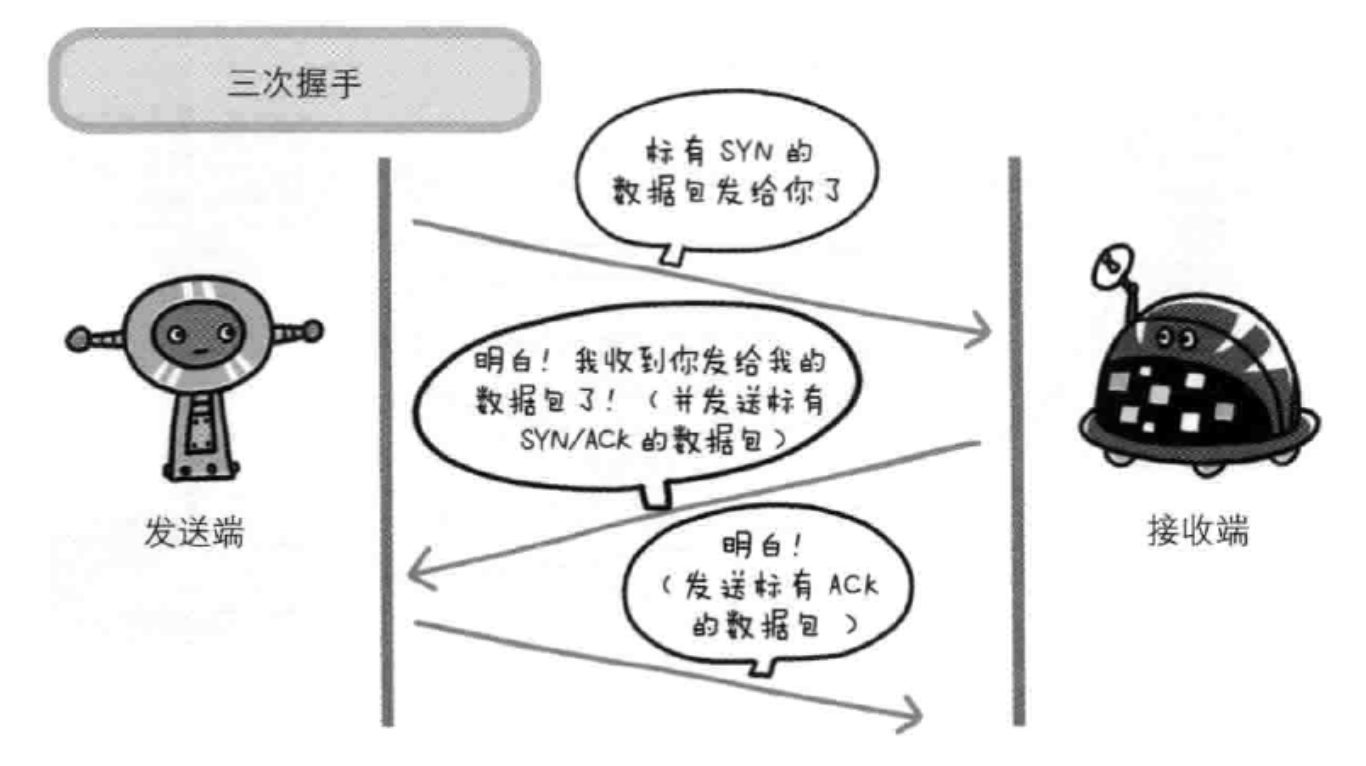 三次握手
标有 SYN 的
数据包发给你了
明白！我收到你发给我的
数据包了！（并发送标有
SYN/ACK 的数据包）
发送端
接收端
明白！
（发送标有 ACK
的数据包）